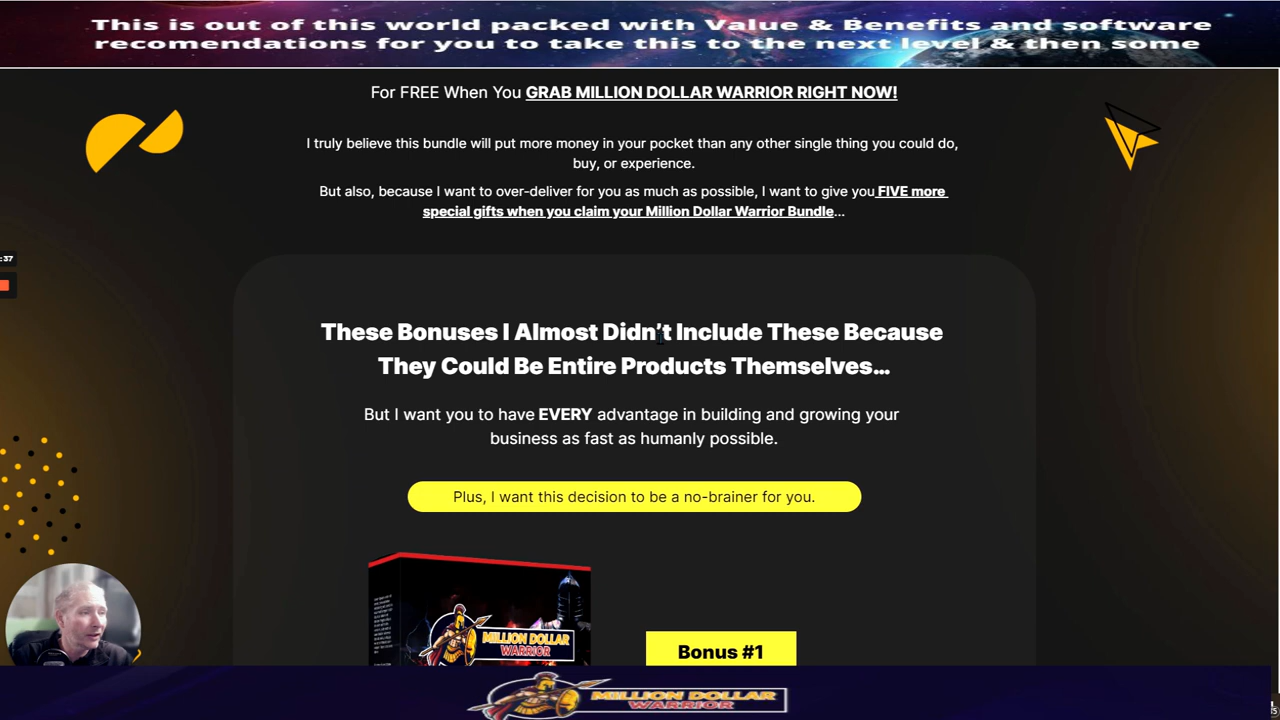 This is out of this world packed with Value & Benefits and software
recomendations for you to take this to the next level & then some
For FREE When You GRAB MILLION DOLLAR WARRIOR RIGHT NOW!
I truly believe this bundle will put more money in your pocket than any other single thing you could do,
buy, or experience.
But also, because I want to over-deliver for you as much as possible, I want to give you FIVE more
special gifts when you claim your Million Dollar Warrior Bundle...
:37
These Bonuses I Almost Didn't Include These Because
They Could Be Entire Products Themselves...
But I want you to have EVERY advantage in building and growing your
business as fast as humanly possible.
Plus, I want this decision to be a no-brainer for you.
MILLION DOLLAR
WARRIOR
Bonus #1
MILLION DOLLAR
WARRIOR